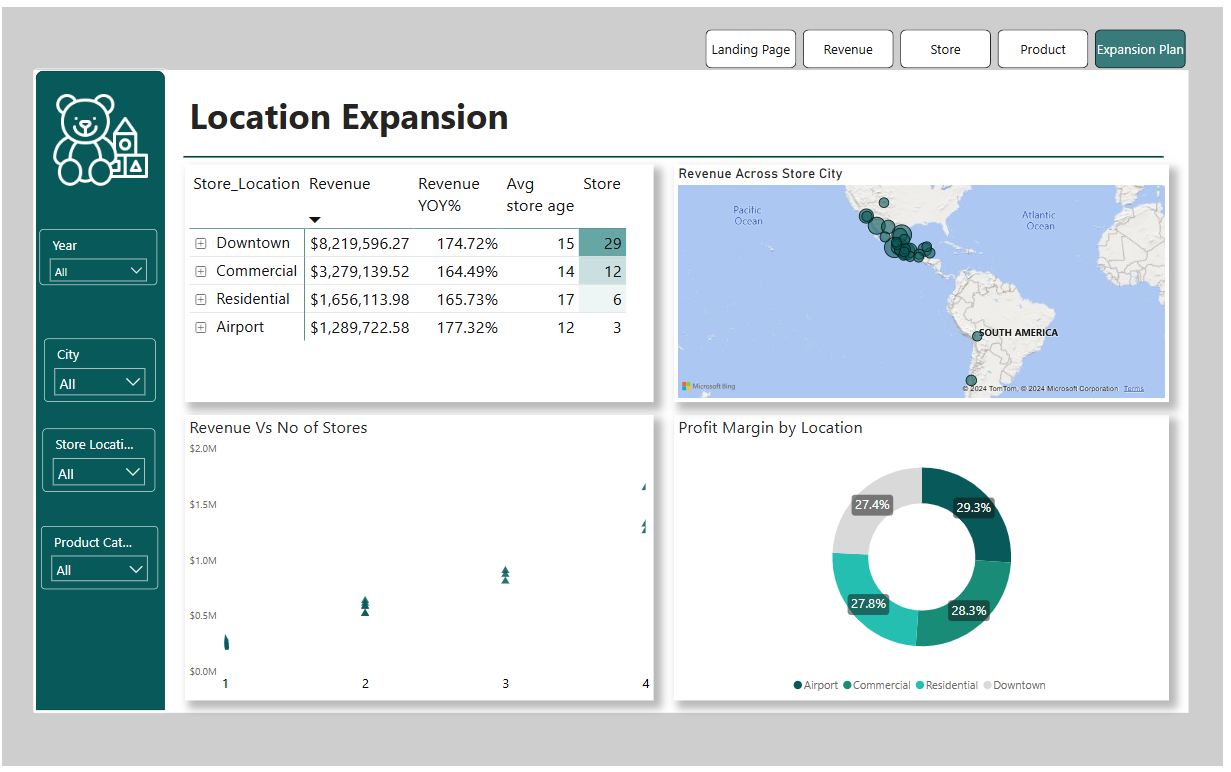 Landing Page
Revenue
Store
Product
Expansion Plan
Location Expansion
Year
All
City
All
Store Locati...
All
Product Cat...
All
Store_Location Revenue Revenue YOY% Avg store age Store
Downtown $8,219,596.27 174.72% 15 29
Commercial $3,279,139.52 164.49% 14 12
Residential $1,656,113.98 165.73% 17 6
Airport $1,289,722.58 177.32% 12 3
Revenue Across Store City
Pacific
Ocean
Atlantic
Ocean
SOUTH AMERICA
Microsoft Bing
© 2024 TomTom, © 2024 Microsoft Corporation Terms
Revenue Vs No of Stores
$2.0M
$1.5M
$1.0M
$0.5M
$0.0M
1 2 3 4
Profit Margin by Location
27.4%
29.3%
27.8%
28.3%
Airport Commercial Residential Downtown